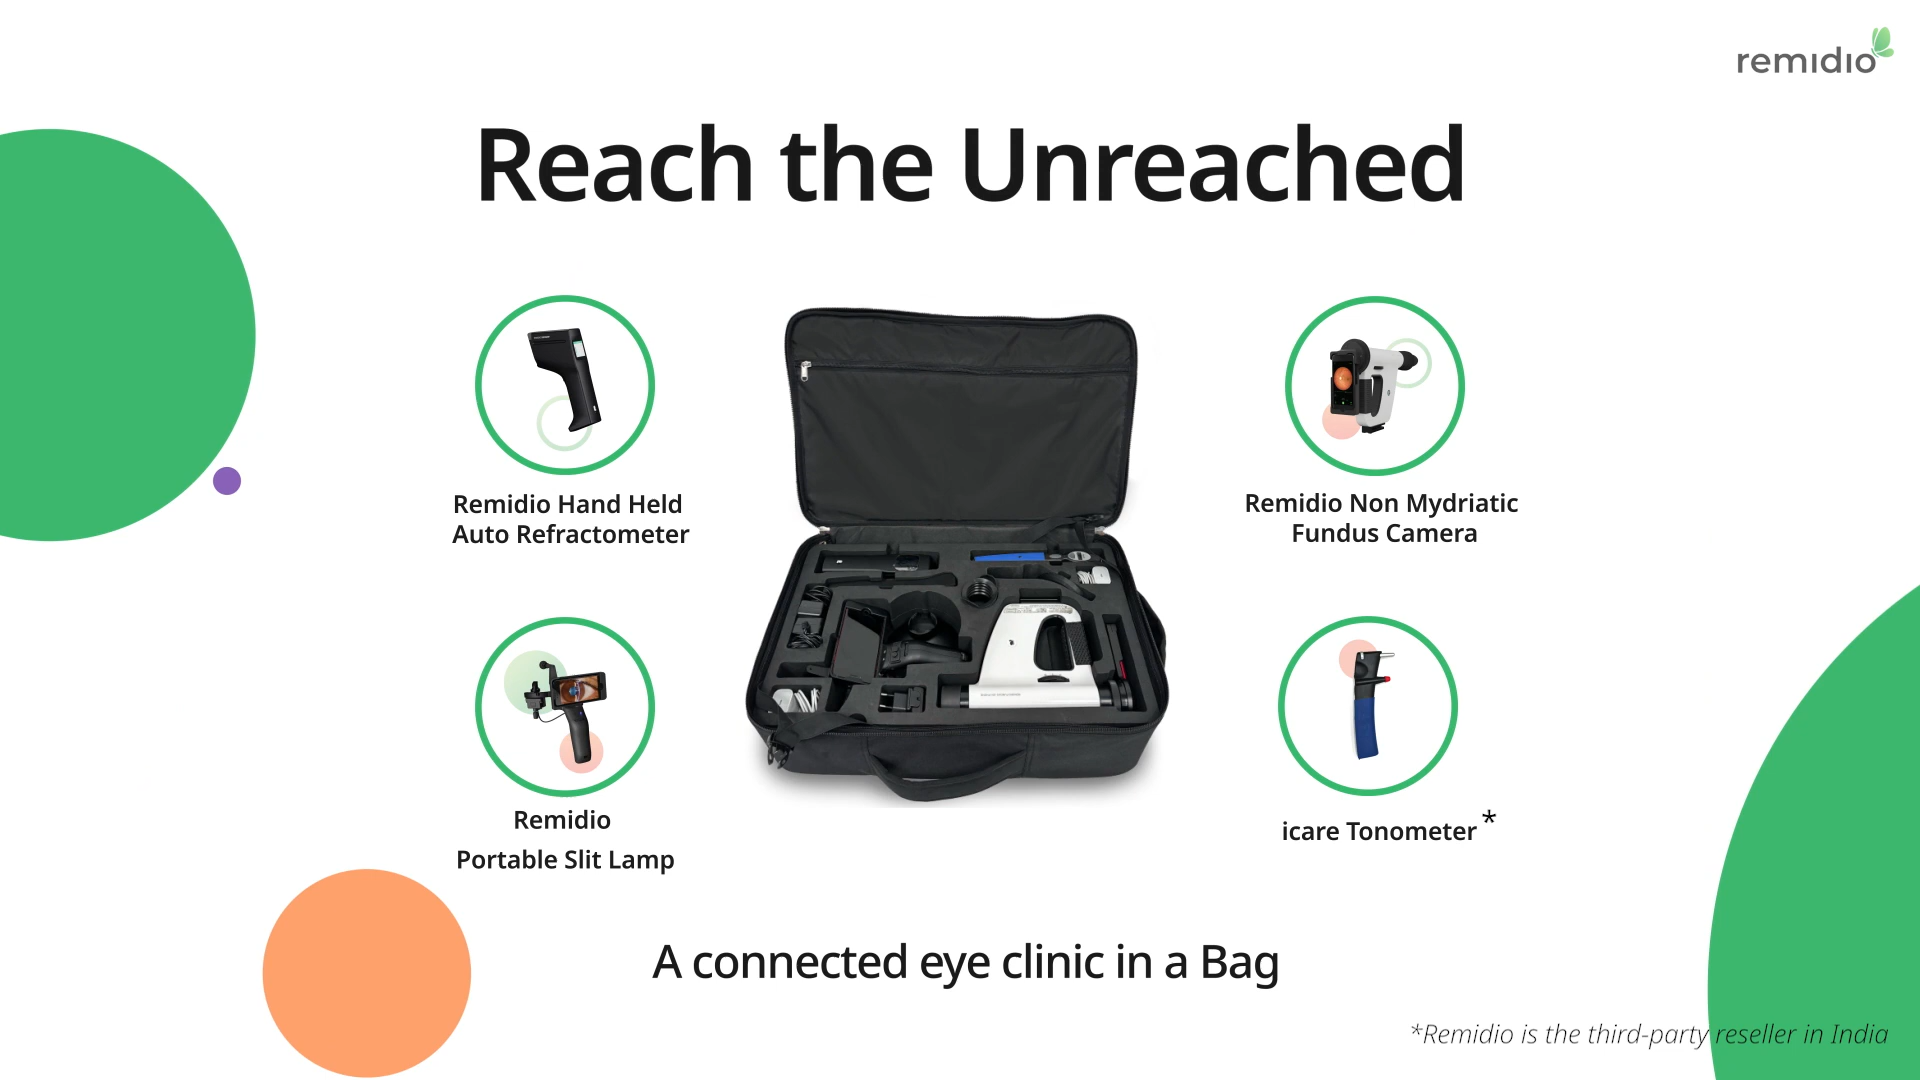 remidio
Reach the Unreached
Remidio Hand Held
Auto Refractometer
Remidio Non Mydriatic
Fundus Camera
Remidio
Portable Slit Lamp
icare Tonometer *
A connected eye clinic in a Bag
*Remidio is the third-party reseller in India